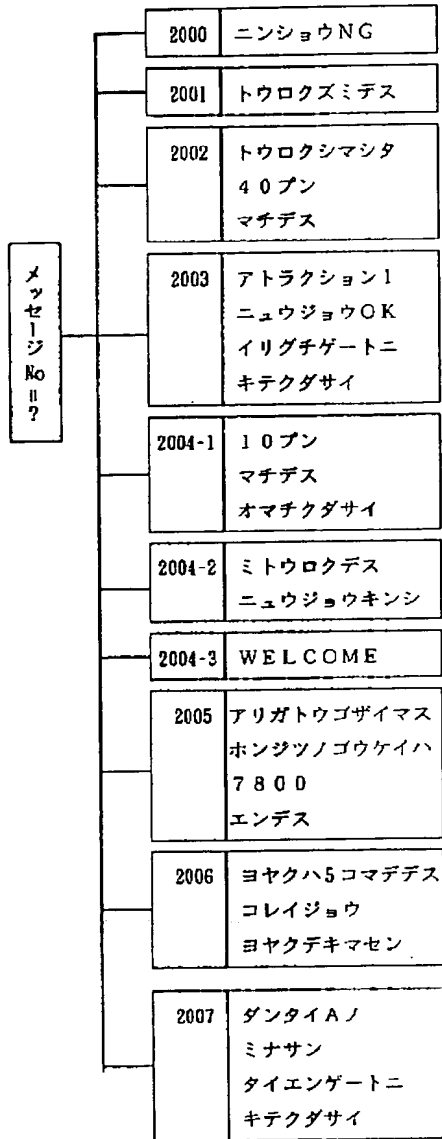 2000 ニンショウNG
2001 トウロクズミデス
2002 トウロクシマシタ
40プン
マチデス
メッセージNo=?
2003 アトラクション1
ニュウジョウOK
イリグチゲートニ
キテクダサイ
2004-1 10プン
マチデス
オマチクダサイ
2004-2 ミトウロクデス
ニュウジョウキンシ
2004-3 WELCOME
2005 アリガトウゴザイマス
ホンジツノゴウケイハ
7800
エンデス
2006 ヨヤクハ5コマデデス
コレイジョウ
ヨヤクデキマセン
2007 ダンタイAノ
ミナサン
タイエンゲートニ
キテクダサイ